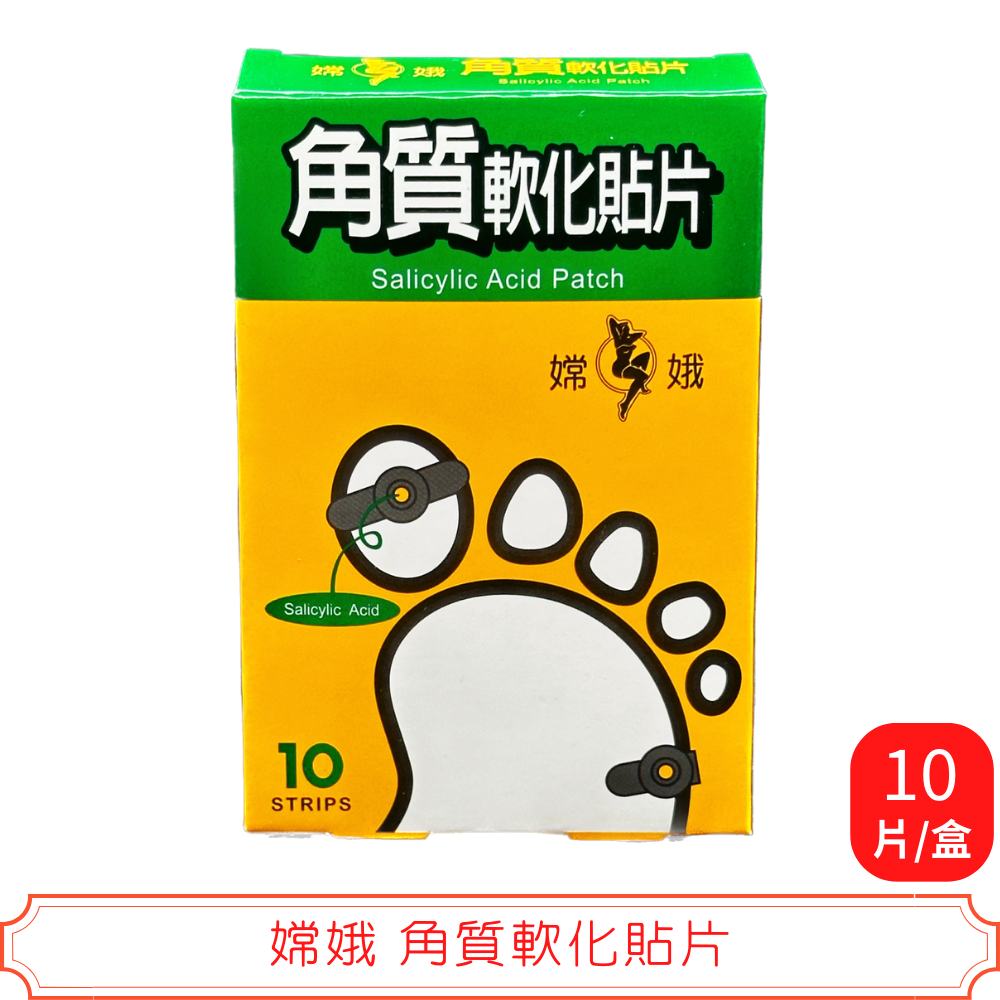 嫦 娥 角質軟化貼片
Salicylic Acid Patch
角質軟化貼片
Salicylic Acid Patch
嫦 娥
Salicylic Acid
10
STRIPS
10
片/盒
嫦娥 角質軟化貼片